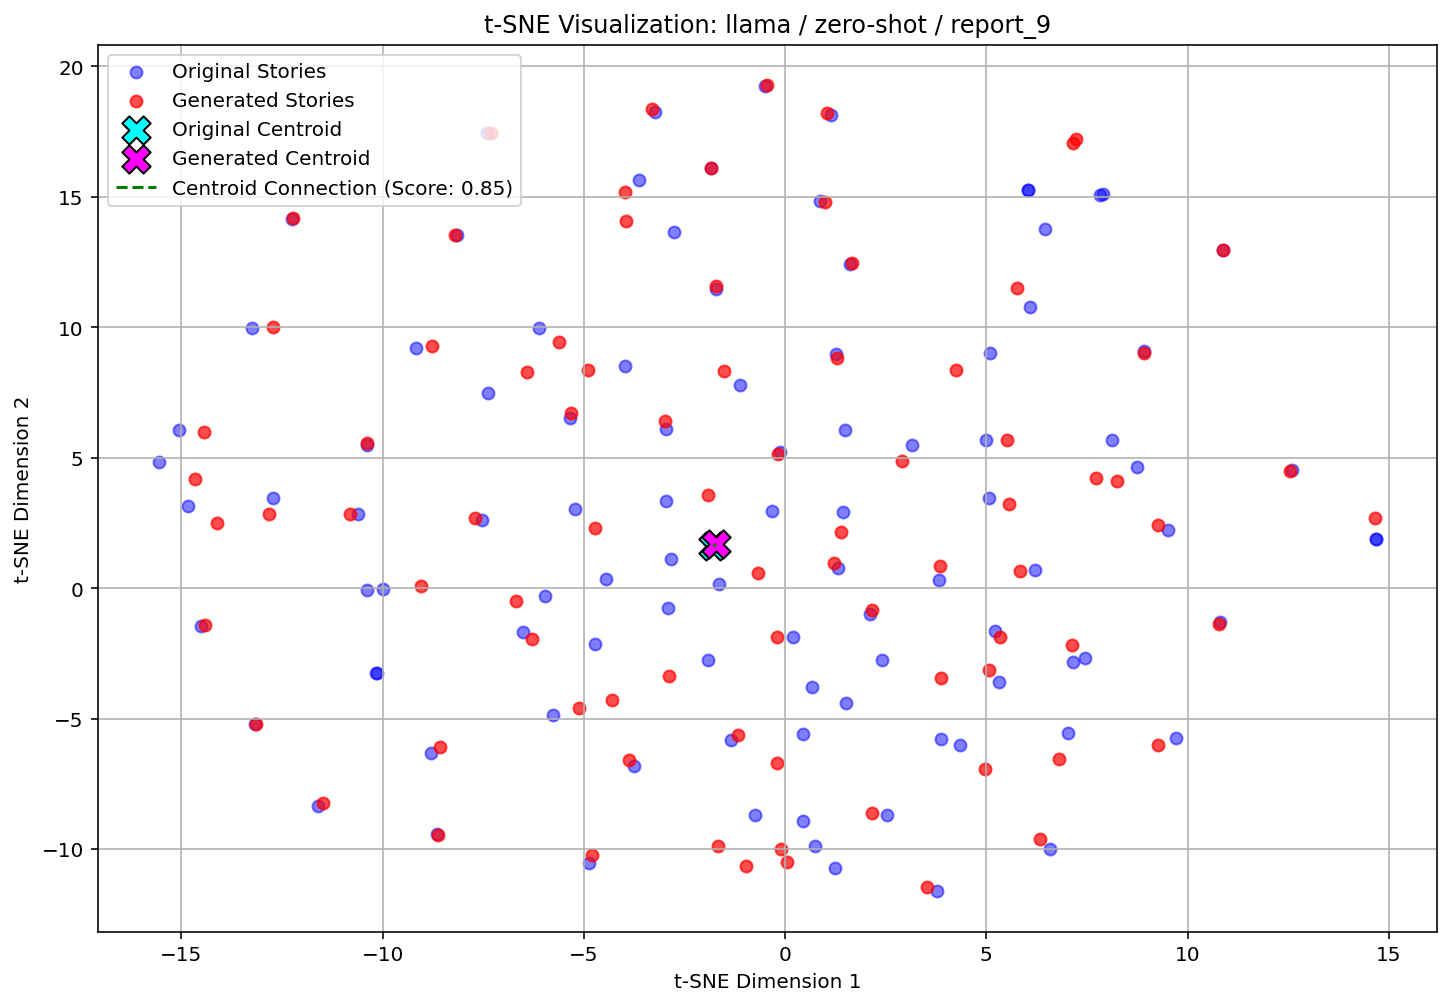 t-SNE Visualization: llama / zero-shot / report_9
Original Stories
Generated Stories
Original Centroid
Generated Centroid
Centroid Connection (Score: 0.85)
20
15
10
5
0
−5
−10
t-SNE Dimension 2
−15
−10
−5
0
5
10
15
t-SNE Dimension 1